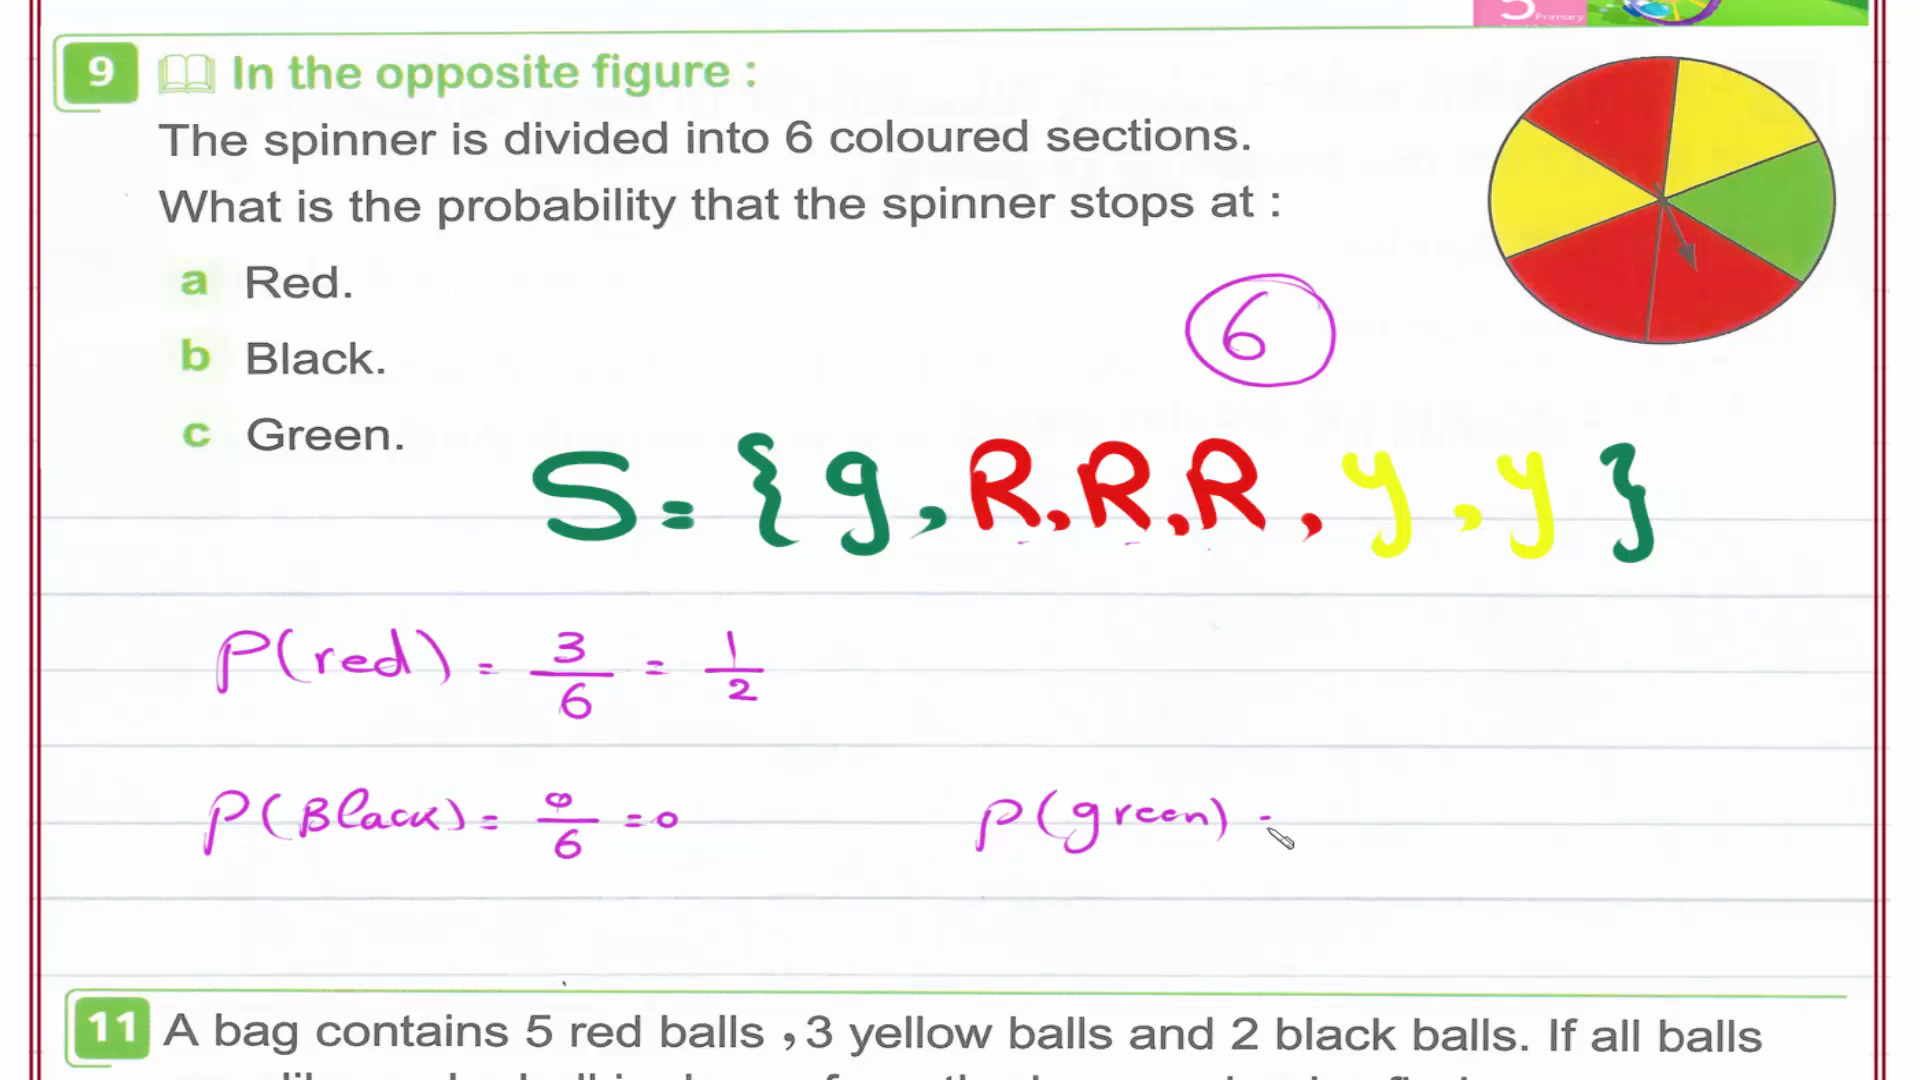 5
Primary
9 In the opposite figure :
The spinner is divided into 6 coloured sections.
What is the probability that the spinner stops at :
a Red.
b Black.
c Green.
6
S = { g , R , R , R , y , y }
P(red) = 3/6 = 1/2
P(Black) = 0/6 = 0
P(green) =
11 A bag contains 5 red balls , 3 yellow balls and 2 black balls. If all balls